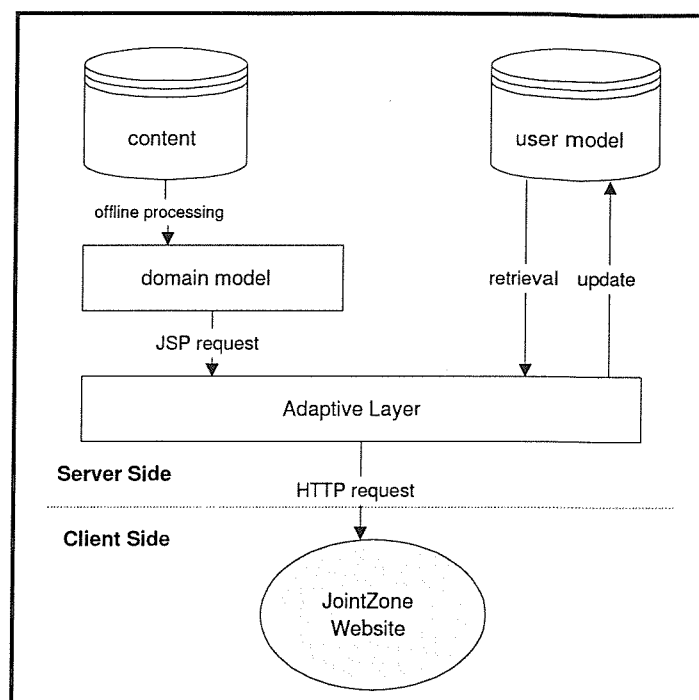 content
user model
offline processing
domain model
retrieval
update
JSP request
Adaptive Layer
Server Side
HTTP request
Client Side
JointZone
Website